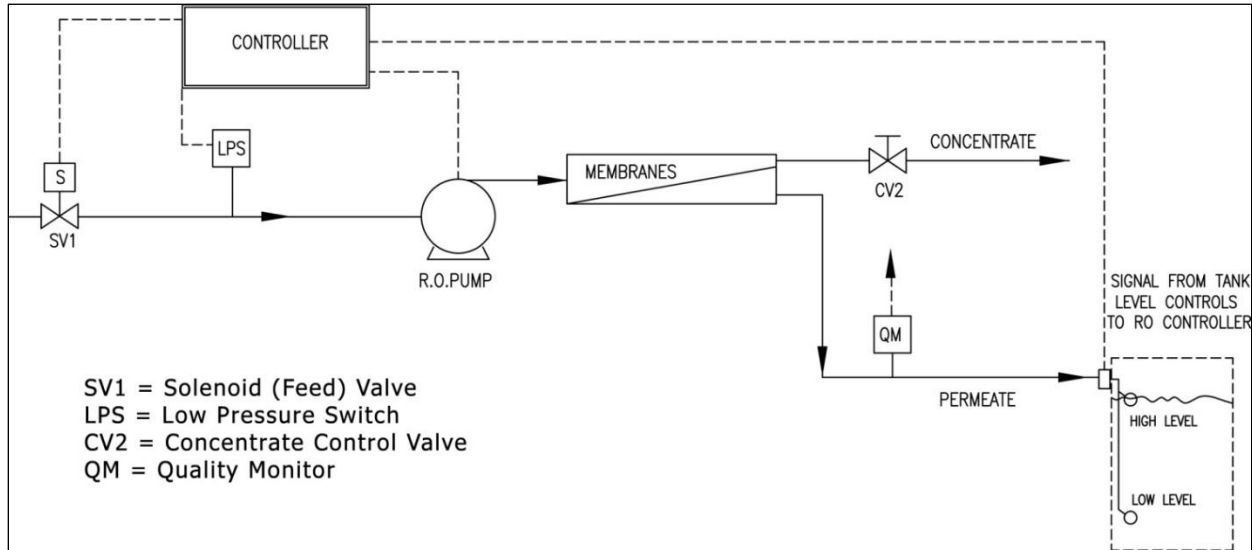 CONTROLLER
LPS
S
SV1
R.O.PUMP
MEMBRANES
CONCENTRATE
CV2
QM
PERMEATE
SIGNAL FROM TANK
LEVEL CONTROLS
TO RO CONTROLLER
HIGH LEVEL
LOW LEVEL
SV1 = Solenoid (Feed) Valve
LPS = Low Pressure Switch
CV2 = Concentrate Control Valve
QM = Quality Monitor